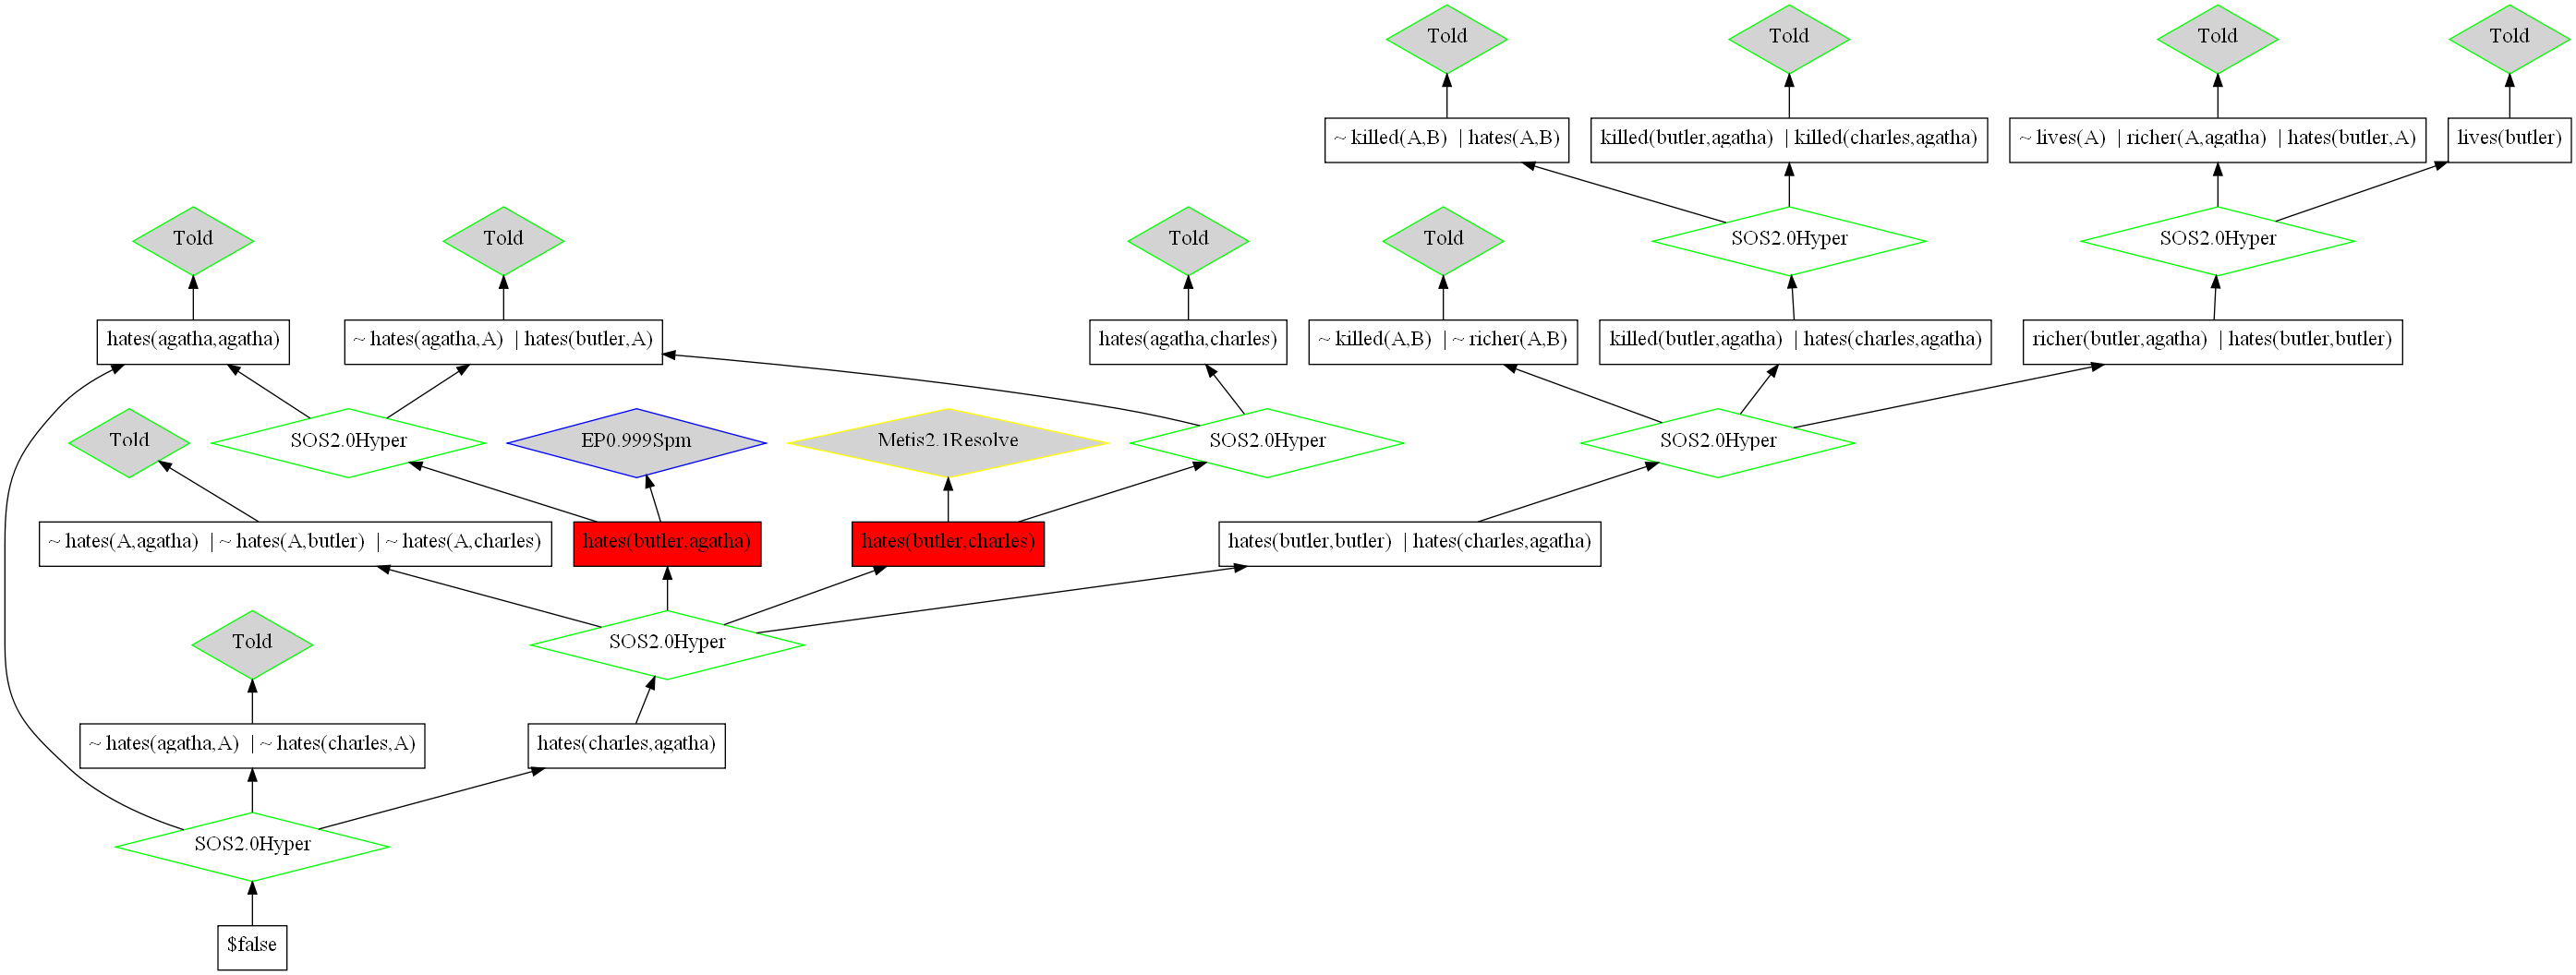 Told
Told
Told
Told
~ killed(A,B) | hates(A,B)
killed(butler,agatha) | killed(charles,agatha)
~ lives(A) | richer(A,agatha) | hates(butler,A)
lives(butler)
Told
Told
Told
Told
SOS2.0Hyper
SOS2.0Hyper
hates(agatha,agatha)
~ hates(agatha,A) | hates(butler,A)
hates(agatha,charles)
~ killed(A,B) | ~ richer(A,B)
killed(butler,agatha) | hates(charles,agatha)
richer(butler,agatha) | hates(butler,butler)
Told
SOS2.0Hyper
EP0.999Spm
Metis2.1Resolve
SOS2.0Hyper
SOS2.0Hyper
~ hates(A,agatha) | ~ hates(A,butler) | ~ hates(A,charles)
hates(butler,agatha)
hates(butler,charles)
hates(butler,butler) | hates(charles,agatha)
Told
SOS2.0Hyper
~ hates(agatha,A) | ~ hates(charles,A)
hates(charles,agatha)
SOS2.0Hyper
$false